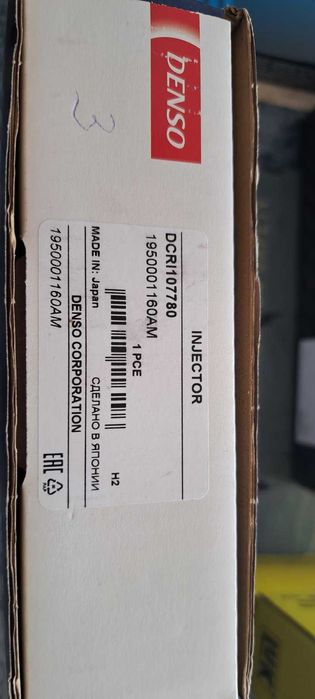 DENSO
3
INJECTOR
DCRI107780
1950001160AM
1 PCE
MADE IN: Japan
СДЕЛАНО В ЯПОНИИ
H2
DENSO CORPORATION
1950001160AM
EAC